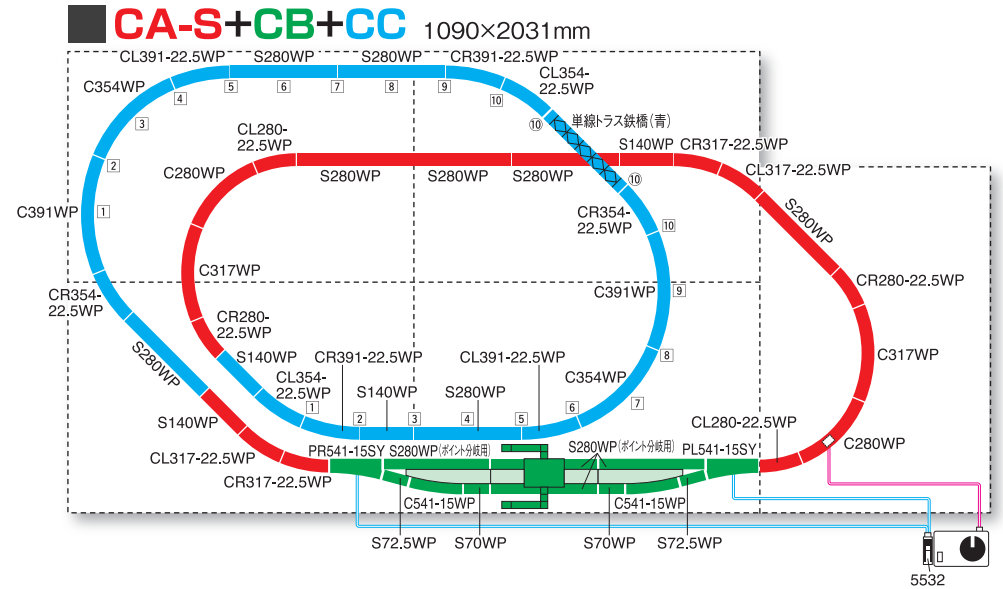 CA-S+CB+CC 1090×2031mm
CL391-22.5WP
S280WP
S280WP
CR391-22.5WP
CL354-
22.5WP
C354WP
5
6
7
8
9
10
4
3
2
1
⑩
単線トラス鉄橋(青)
CL280-
22.5WP
S140WP
CR317-22.5WP
C280WP
S280WP
S280WP
S280WP
CL317-22.5WP
⑩
C391WP
CR354-
22.5WP
10
S280WP
C317WP
CR280-22.5WP
C391WP
9
CR354-
22.5WP
CR280-
22.5WP
S280WP
S140WP
CR391-22.5WP
CL391-22.5WP
8
C317WP
CL354-
22.5WP
S140WP
S280WP
C354WP
7
1
2
3
4
5
6
S140WP
CL280-22.5WP
C280WP
CL317-22.5WP
PR541-15SY
S280WP(ポイント分岐用)
S280WP(ポイント分岐用)
PL541-15SY
CR317-22.5WP
C541-15WP
C541-15WP
S72.5WP
S70WP
S70WP
S72.5WP
5532